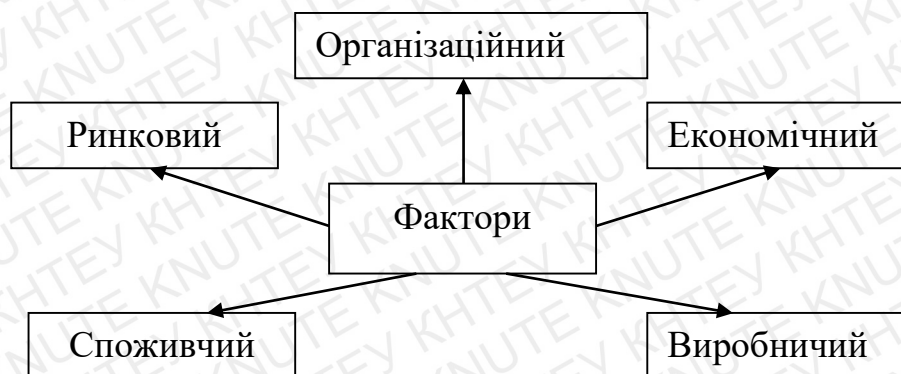 Організаційний
Ринковий
Економічний
Фактори
Споживчий
Виробничий